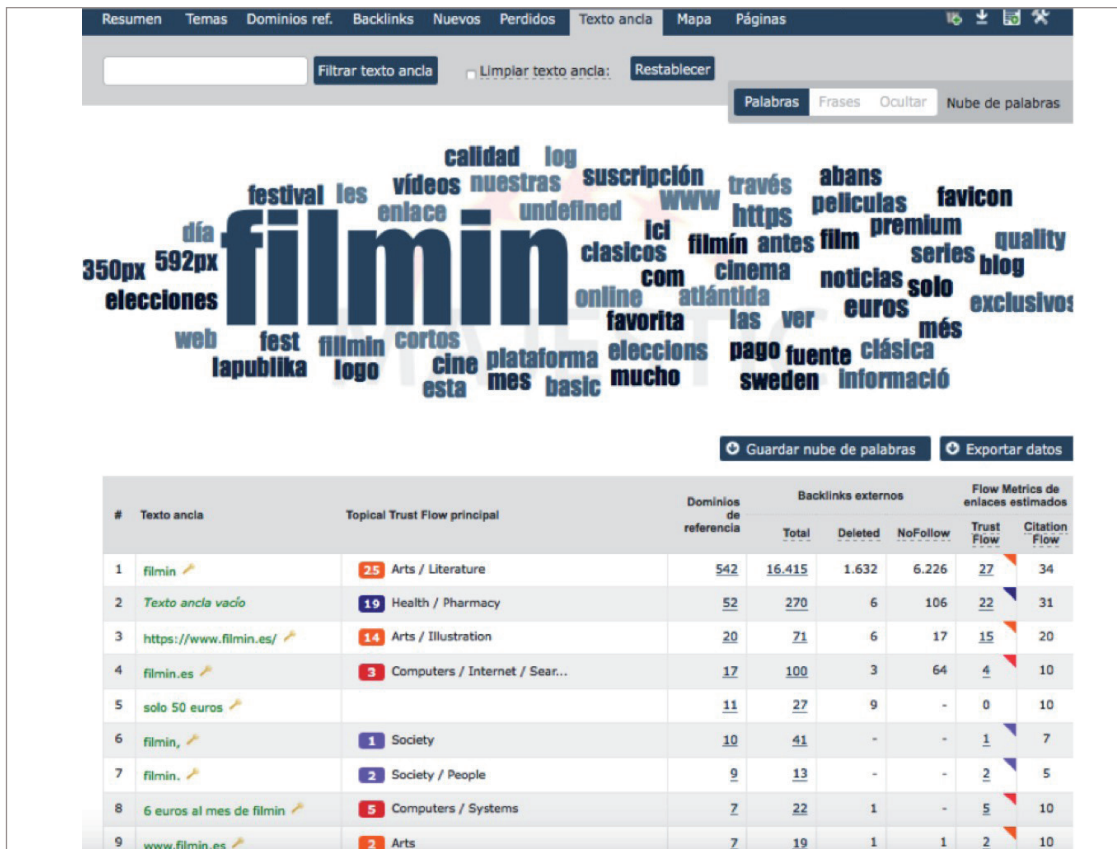 Resumen Temas Dominios ref. Backlinks Nuevos Perdidos Texto ancla Mapa Páginas
Filtrar texto ancla Limpiar texto ancla: Restablecer
Palabras Frases Ocultar Nube de palabras
calidad log
festival les vídeos nuestras suscripción través abans
enlace undefined www https peliculas favicon
día filmin lci clasicos filmín antes film premium
350px 592px com cinema noticias series quality
elecciones online atlántida solo blog
favorita las ver euros exclusivos
web fest fillmin cortos més
lapublika logo cine plataforma eleccions pago fuente clásica
esta mes basic mucho sweden informació
MAJESTIC
Guardar nube de palabras Exportar datos
# Texto ancla Topical Trust Flow principal Dominios de referencia Backlinks externos Flow Metrics de enlaces estimados
Total Deleted NoFollow Trust Flow Citation Flow
1 filmin 25 Arts / Literature 542 16.415 1.632 6.226 27 34
2 Texto ancla vacío 19 Health / Pharmacy 52 270 6 106 22 31
3 https://www.filmin.es/ 14 Arts / Illustration 20 71 6 17 15 20
4 filmin.es 3 Computers / Internet / Sear... 17 100 3 64 4 10
5 solo 50 euros 11 27 9 - 0 10
6 filmin, 1 Society 10 41 - - 1 7
7 filmin. 2 Society / People 9 13 - - 2 5
8 6 euros al mes de filmin 5 Computers / Systems 7 22 1 - 5 10
9 www.filmin.es 2 Arts 7 19 1 1 2 10